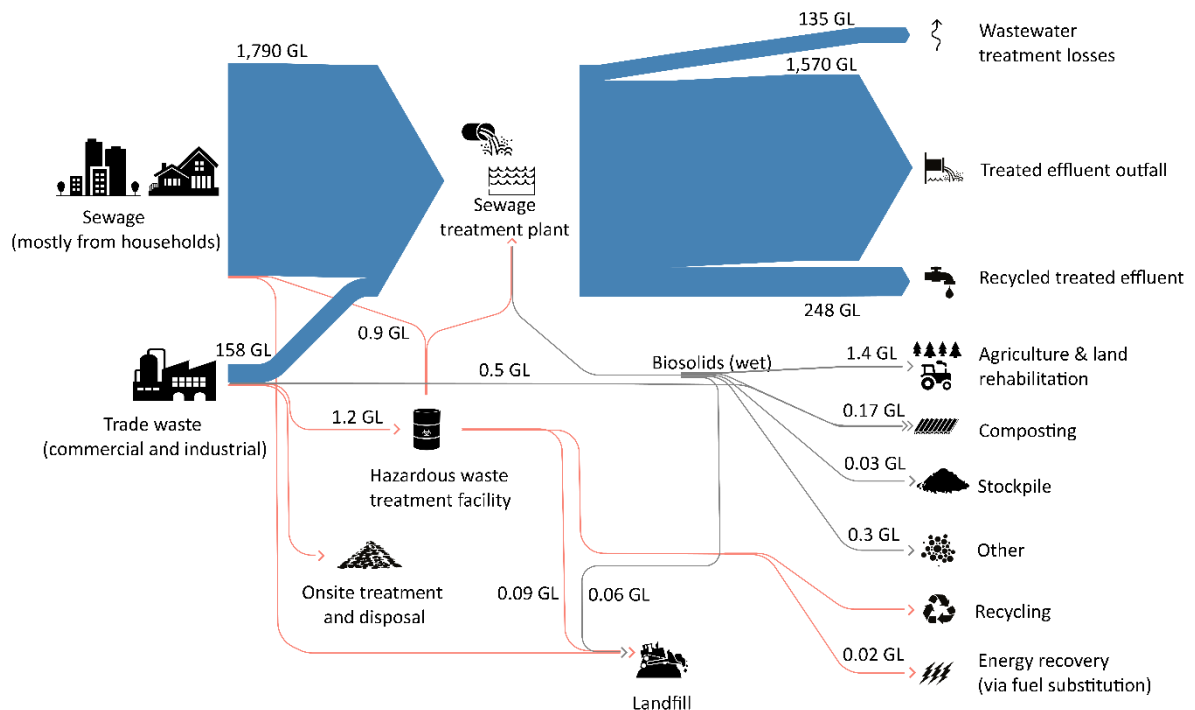 135 GL
Wastewater
treatment losses
1,790 GL
1,570 GL
Sewage
(mostly from households)
Sewage
treatment plant
Treated effluent outfall
Recycled treated effluent
248 GL
0.9 GL
158 GL
0.5 GL
Biosolids (wet)
1.4 GL
Agriculture & land
rehabilitation
Trade waste
(commercial and industrial)
1.2 GL
0.17 GL
Composting
Hazardous waste
treatment facility
0.03 GL
Stockpile
0.3 GL
Other
Onsite treatment
and disposal
0.09 GL
0.06 GL
Recycling
0.02 GL
Energy recovery
(via fuel substitution)
Landfill